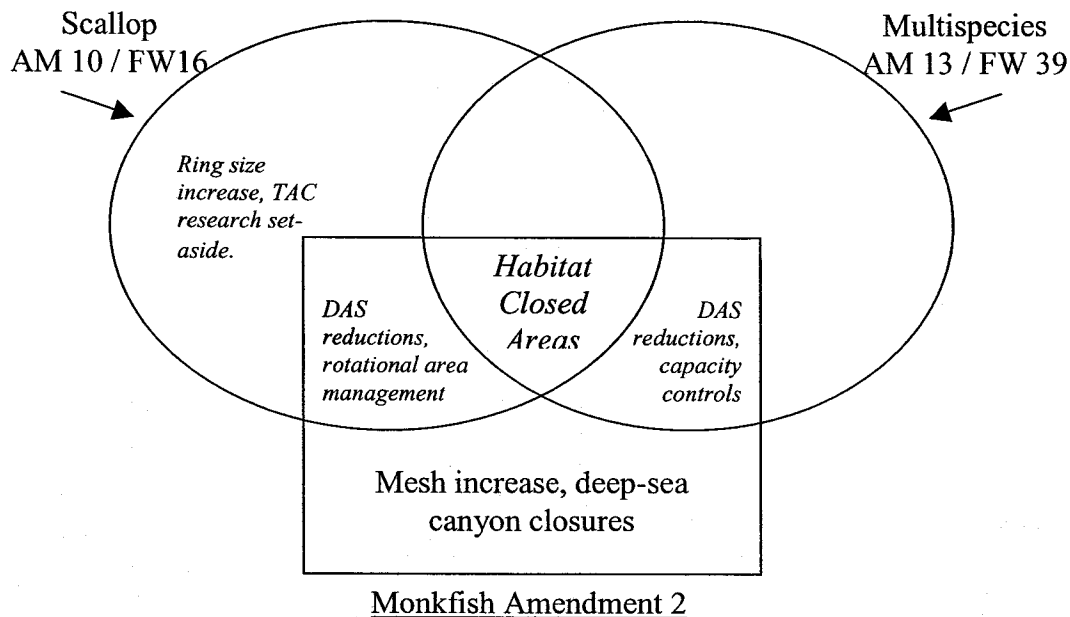 Scallop
AM 10 / FW16
Multispecies
AM 13 / FW 39
Ring size
increase, TAC
research set-
aside.
Habitat
Closed
Areas
DAS
reductions,
rotational area
management
DAS
reductions,
capacity
controls
Mesh increase, deep-sea
canyon closures
Monkfish Amendment 2